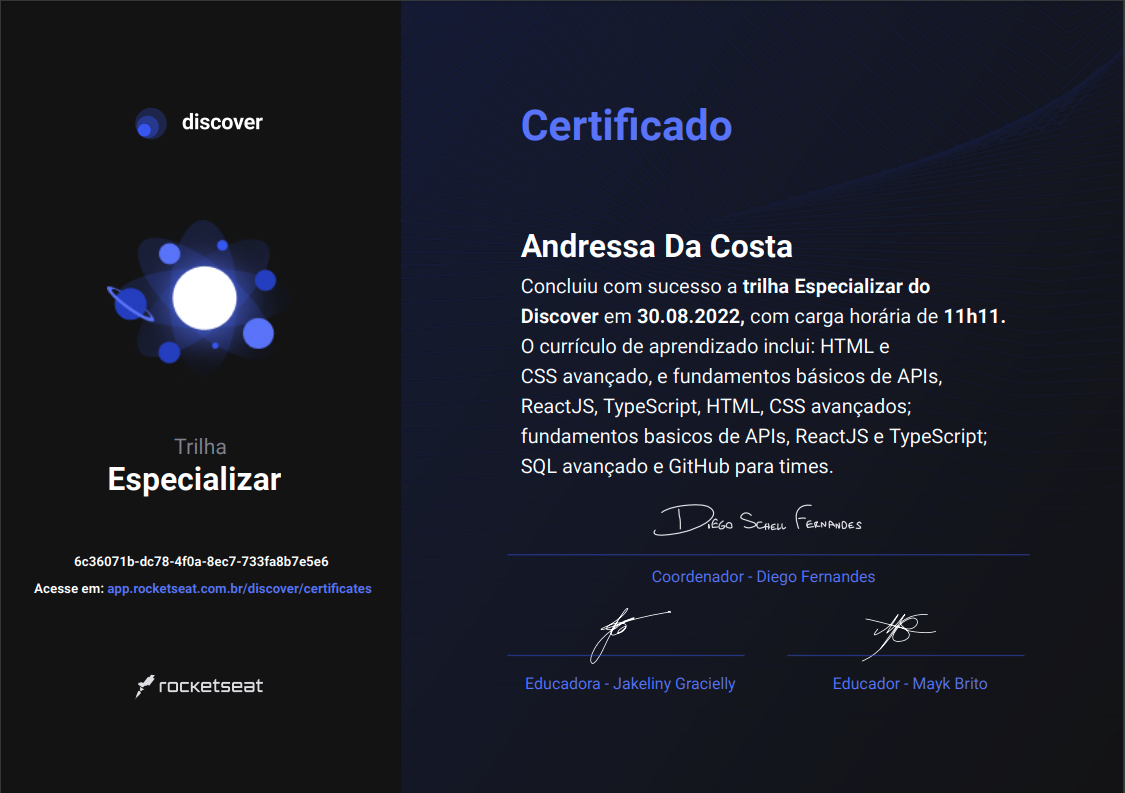 discover
Trilha
Especializar
6c36071b-dc78-4f0a-8ec7-733fa8b7e5e6
Acesse em: app.rocketseat.com.br/discover/certificates
rocketseat
Certificado
Andressa Da Costa
Concluiu com sucesso a trilha Especializar do
Discover em 30.08.2022, com carga horária de 11h11.
O currículo de aprendizado inclui: HTML e
CSS avançado, e fundamentos básicos de APIs,
ReactJS, TypeScript, HTML, CSS avançados;
fundamentos basicos de APIs, ReactJS e TypeScript;
SQL avançado e GitHub para times.
Diego Schell Fernandes
Coordenador - Diego Fernandes
Educadora - Jakeliny Gracielly
Educador - Mayk Brito